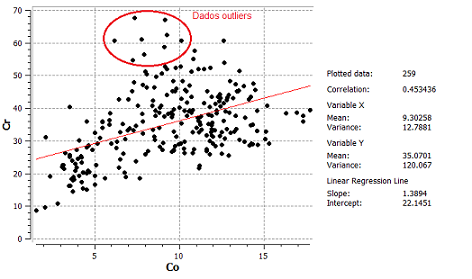 Dados outliers
70
60
50
40
30
20
10
0
Cr
5
10
15
Co
Plotted data: 259
Correlation: 0.453436
Variable X
Mean: 9.30258
Variance: 12.7881
Variable Y
Mean: 35.0701
Variance: 120.067
Linear Regression Line
Slope: 1.3894
Intercept: 22.1451